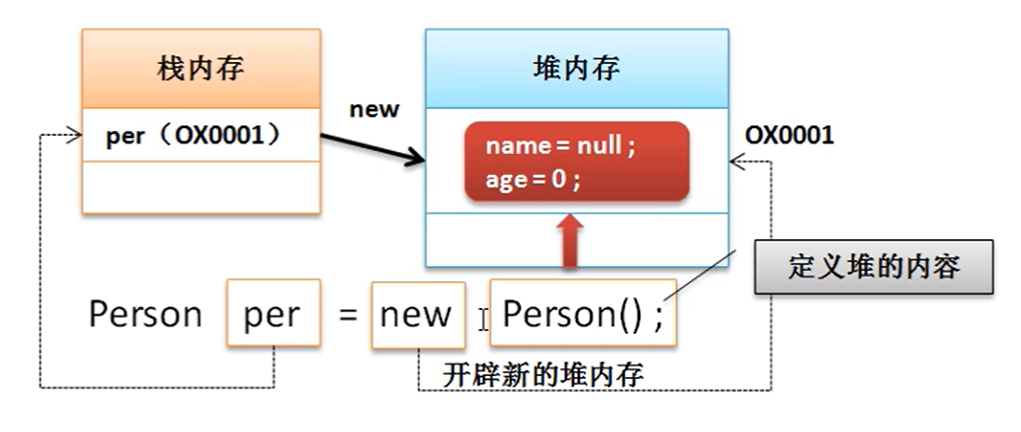 栈内存
堆内存
new
per（OX0001）
OX0001
name = null ;
age = 0 ;
定义堆的内容
Person per = new Person() ;
开辟新的堆内存